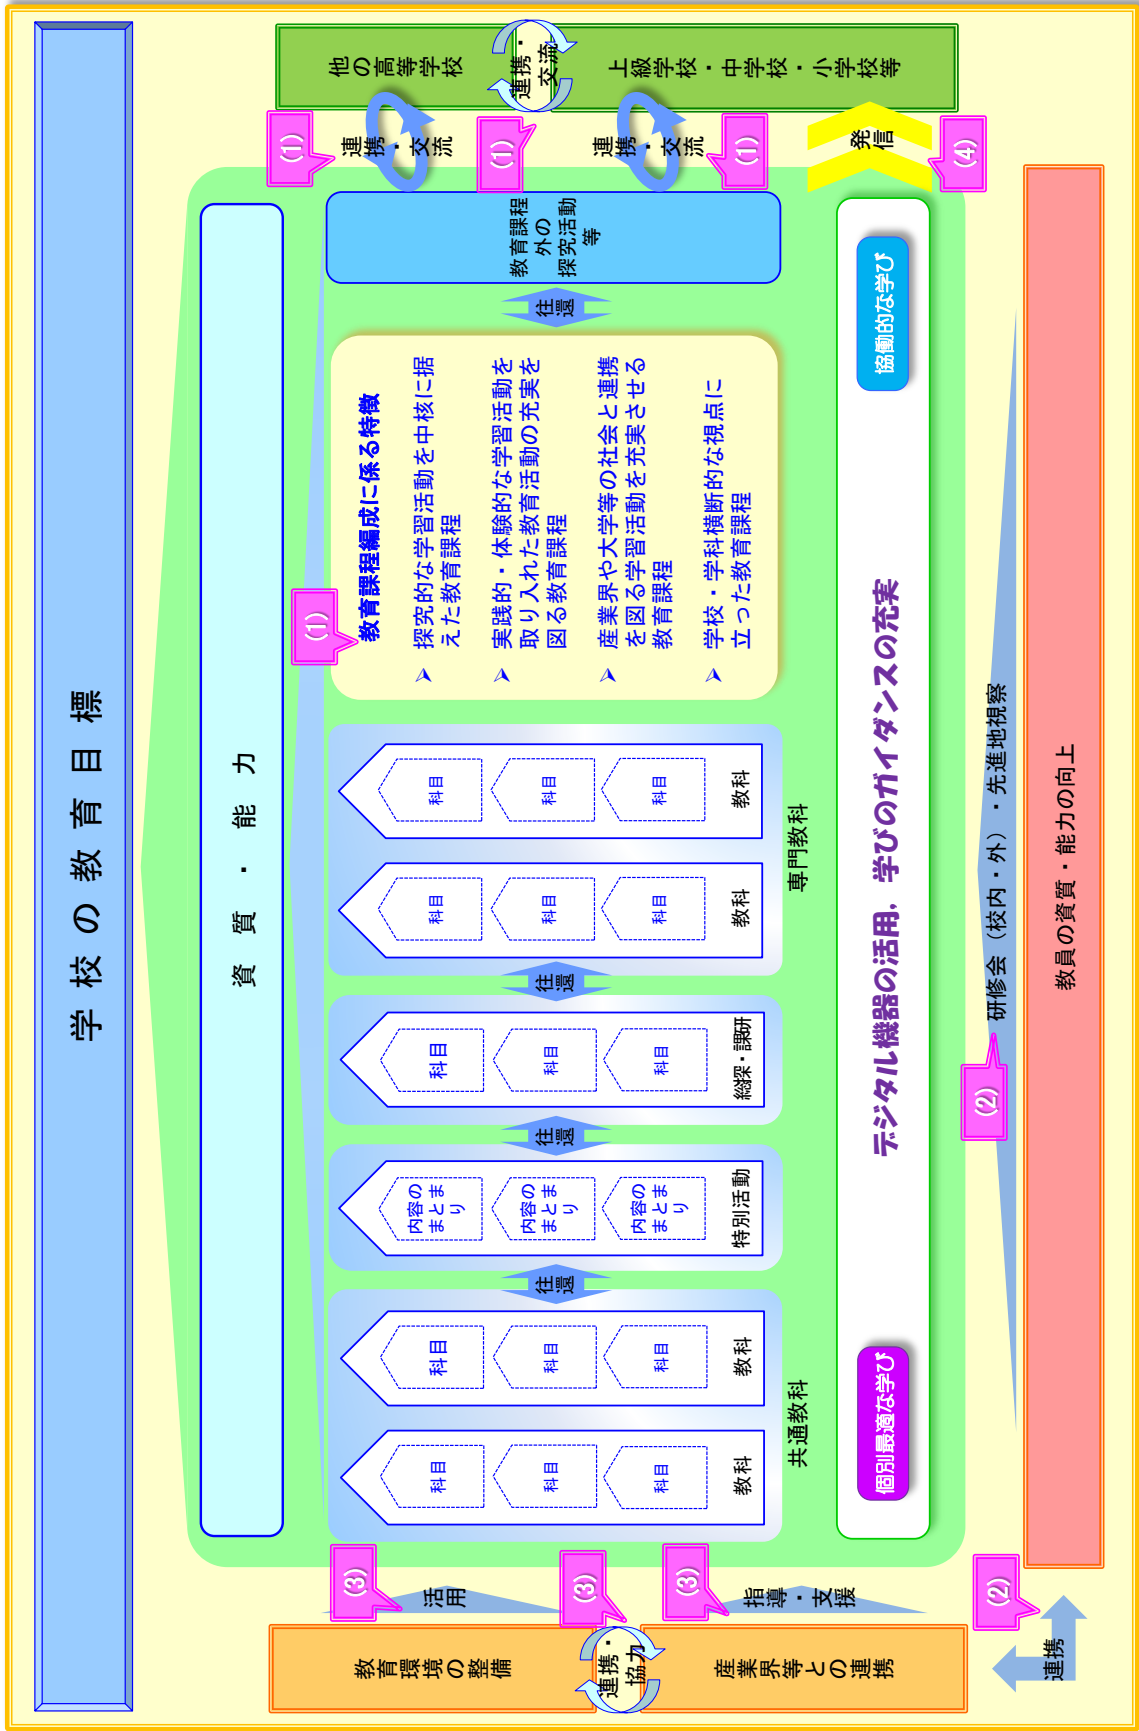 学校の教育目標
資質・能力
(1)
教育課程編成に係る特徴
➢ 探究的な学習活動を中核に据
えた教育課程
➢ 実践的・体験的な学習活動を
取り入れた教育活動の充実を
図る教育課程
➢ 産業界や大学等の社会と連携
を図る学習活動を充実させる
教育課程
➢ 学校・学科横断的な視点に
立った教育課程
教育環境の整備
連携・
協力
産業界等との連携
(3)
活用
(3)
(3)
指導・支援
科目
科目
科目
教科
科目
科目
科目
教科
共通教科
往還
内容の
まとま
り
内容の
まとま
り
内容の
まとま
り
特別活動
往還
科目
科目
科目
総探・課研
往還
科目
科目
科目
教科
科目
科目
科目
教科
専門教科
往還
教育課程
外の
探究活動
等
(1)
連携・交流
(1)
連携・交流
(1)
他の高等学校
連携・
交流
上級学校・中学校・小学校等
発信
(4)
個別最適な学び
デジタル機器の活用，学びのガイダンスの充実
協働的な学び
(2)
研修会（校内・外）・先進地視察
(2)
連携
教員の資質・能力の向上